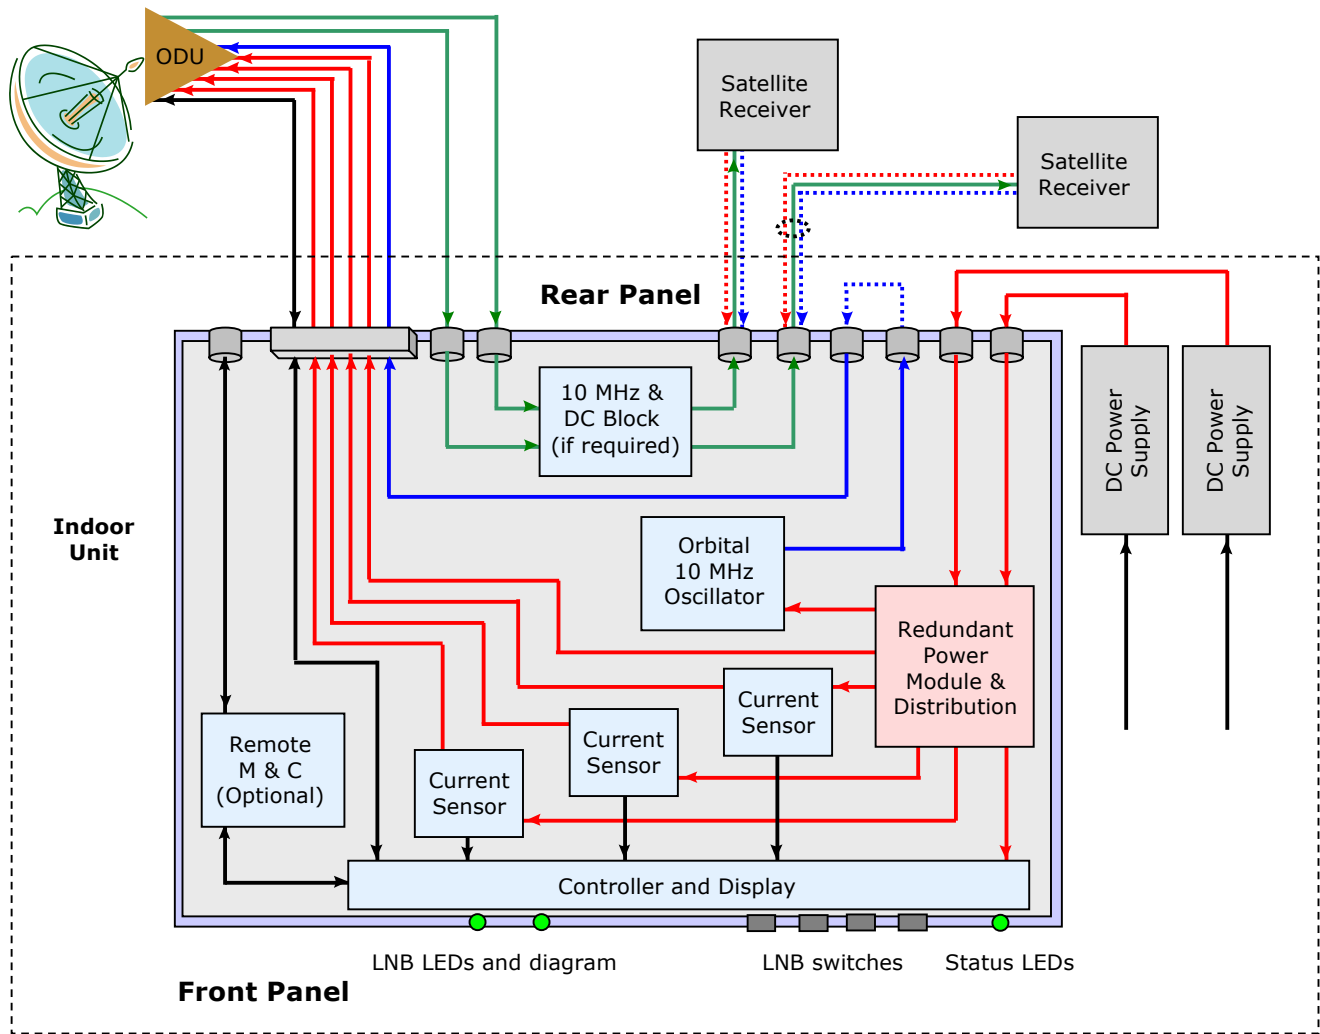 ODU
Satellite
Receiver
Satellite
Receiver
Rear Panel
10 MHz &
DC Block
(if required)
DC Power
Supply
DC Power
Supply
Indoor
Unit
Orbital
10 MHz
Oscillator
Redundant
Power
Module &
Distribution
Current
Sensor
Current
Sensor
Current
Sensor
Remote
M & C
(Optional)
Controller and Display
LNB LEDs and diagram
LNB switches
Status LEDs
Front Panel